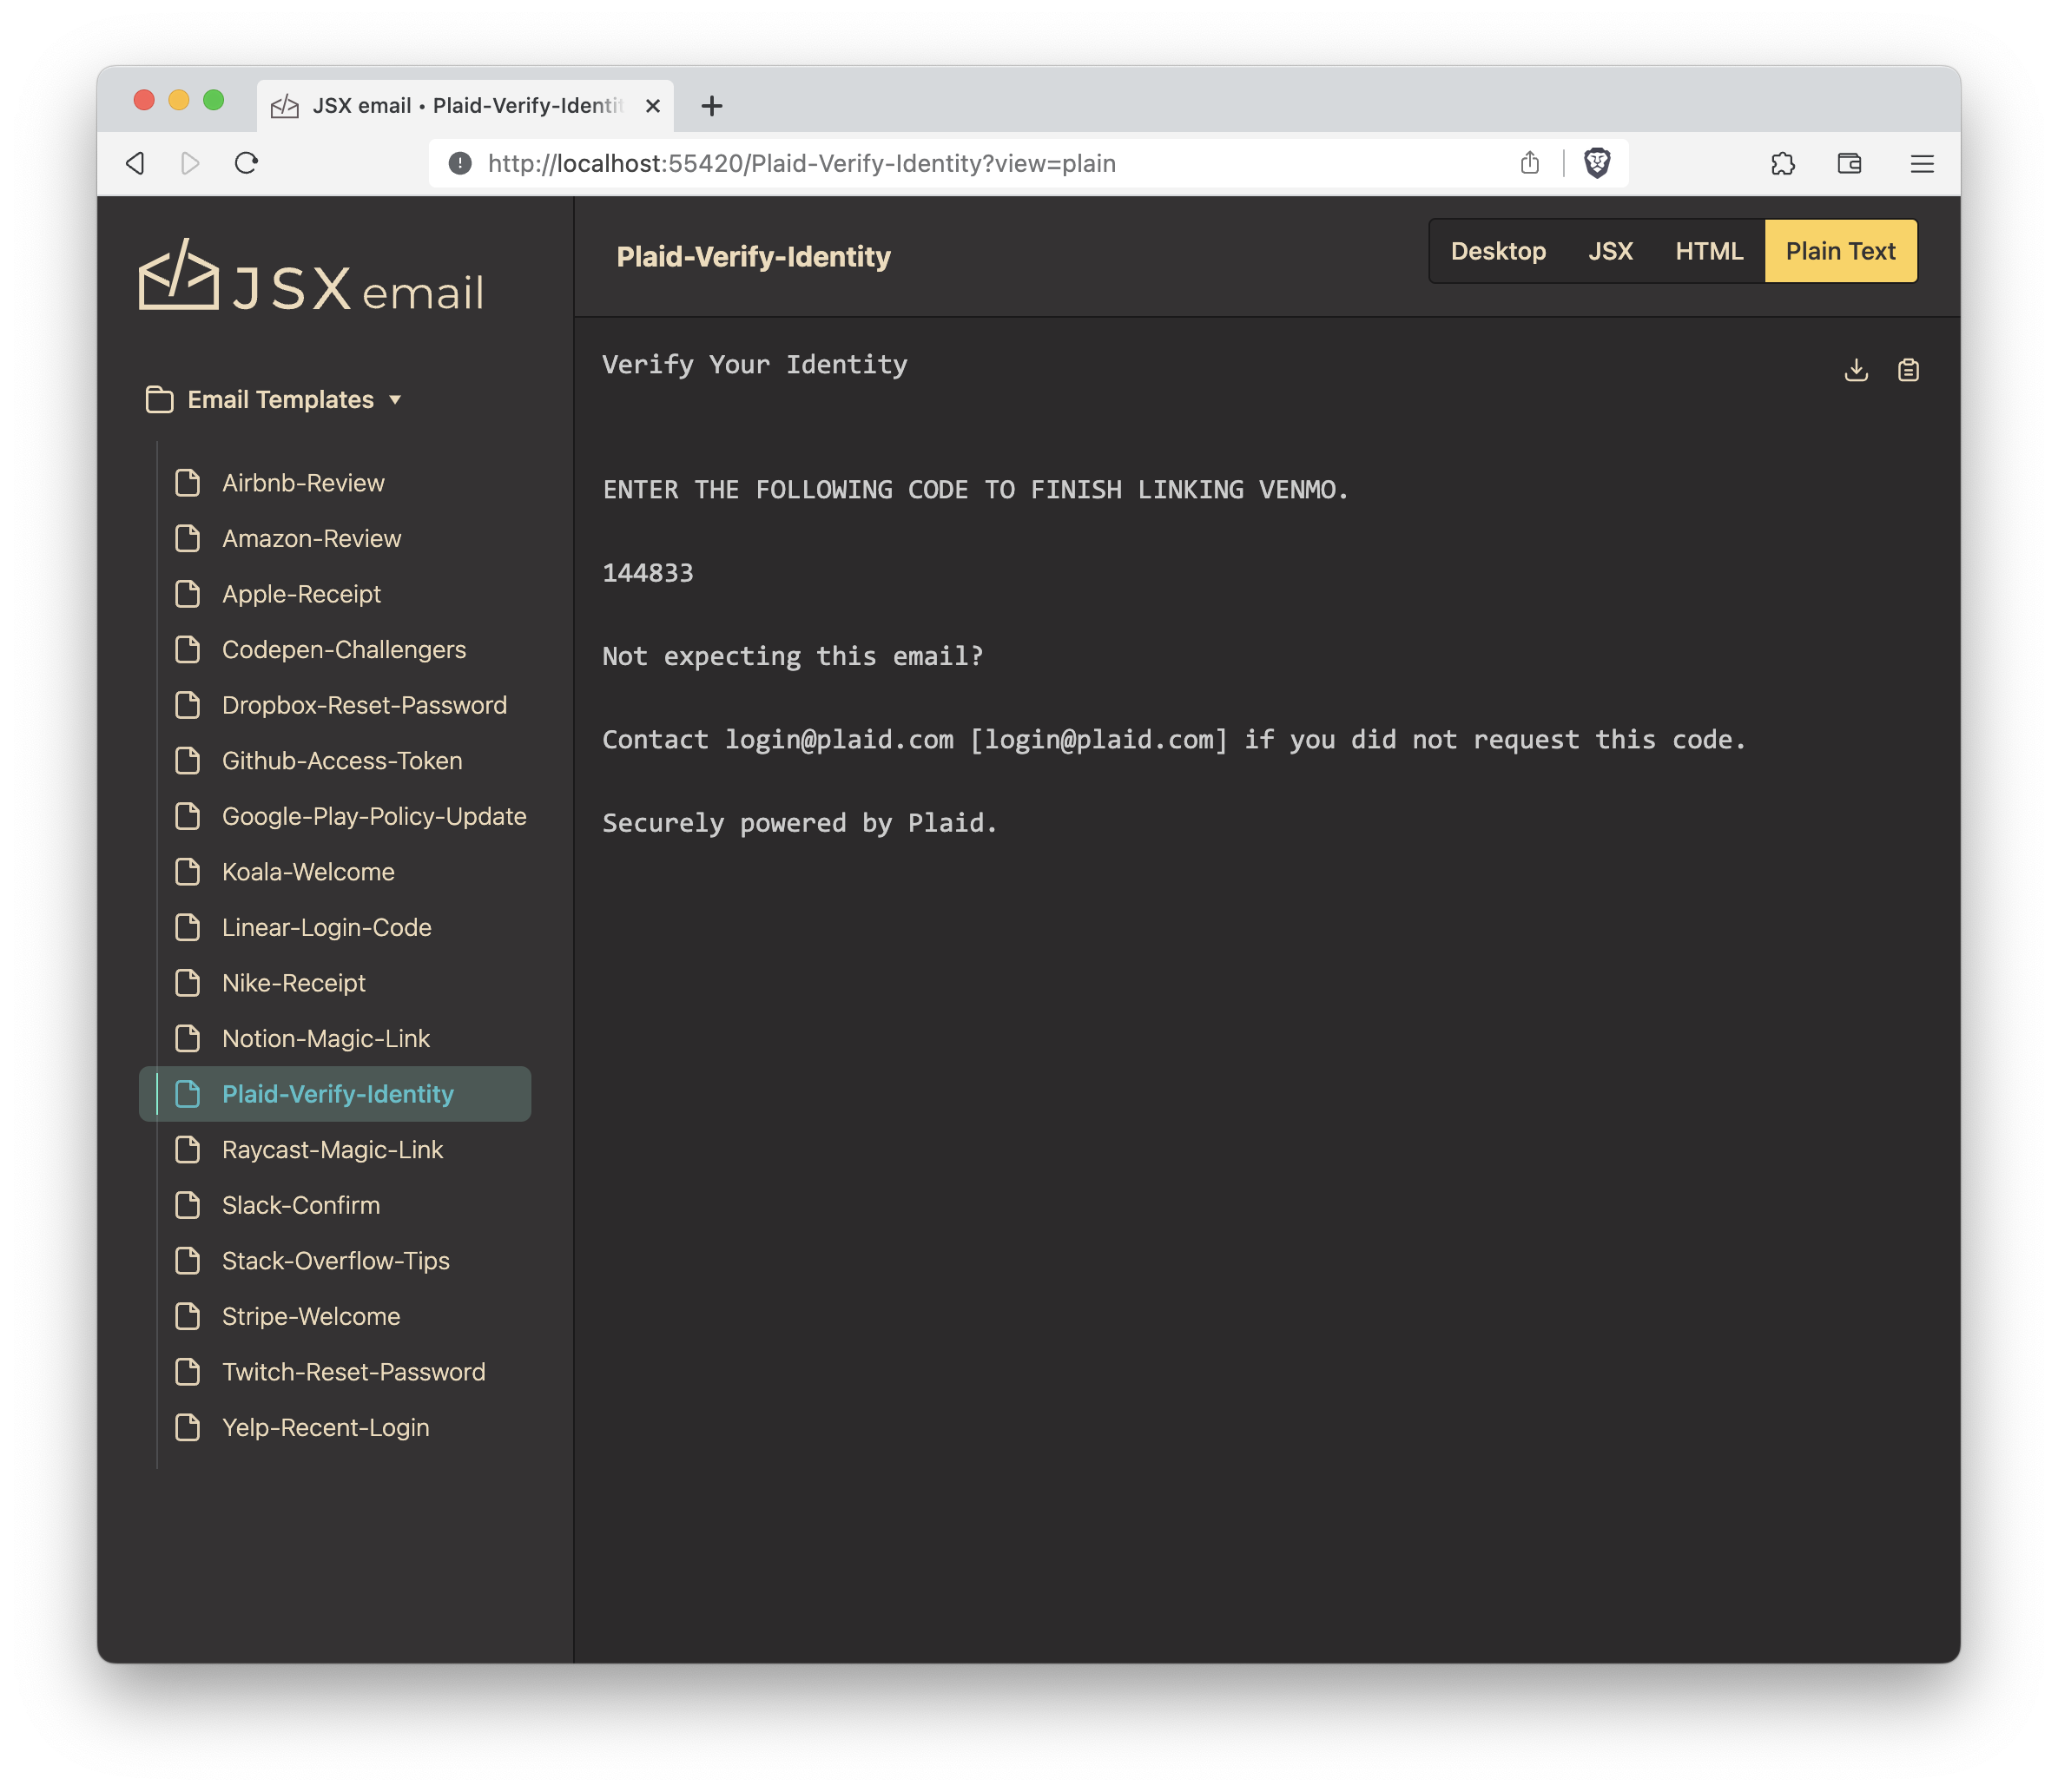 JSX email • Plaid-Verify-Identit
http://localhost:55420/Plaid-Verify-Identity?view=plain
JSX email
Plaid-Verify-Identity
Desktop JSX HTML Plain Text
Email Templates
Airbnb-Review
Amazon-Review
Apple-Receipt
Codepen-Challengers
Dropbox-Reset-Password
Github-Access-Token
Google-Play-Policy-Update
Koala-Welcome
Linear-Login-Code
Nike-Receipt
Notion-Magic-Link
Plaid-Verify-Identity
Raycast-Magic-Link
Slack-Confirm
Stack-Overflow-Tips
Stripe-Welcome
Twitch-Reset-Password
Yelp-Recent-Login
Verify Your Identity
ENTER THE FOLLOWING CODE TO FINISH LINKING VENMO.
144833
Not expecting this email?
Contact login@plaid.com [login@plaid.com] if you did not request this code.
Securely powered by Plaid.